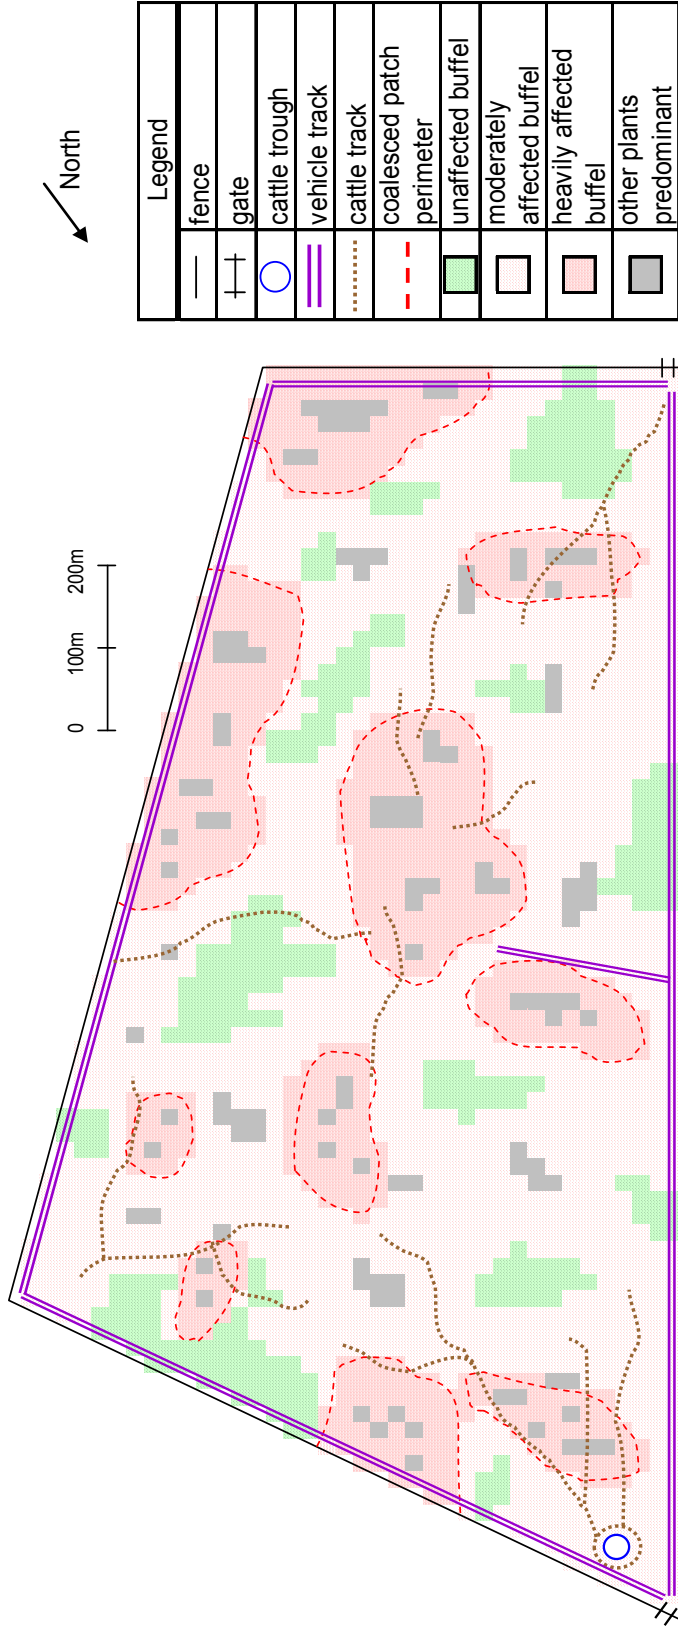 North
Legend
fence
gate
cattle trough
vehicle track
cattle track
coalesced patch
perimeter
unaffected buffel
moderately
affected buffel
heavily affected
buffel
other plants
predominant
0 100m 200m